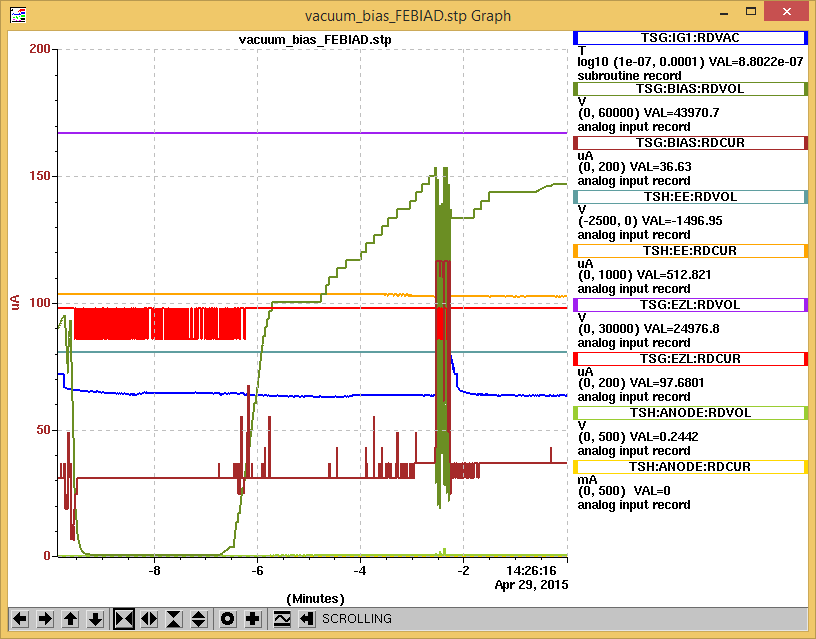 vacuum_bias_FEBIAD.stp Graph
vacuum_bias_FEBIAD.stp
200
150
100
50
0
uA
-8
-6
-4
-2
14:26:16
Apr 29, 2015
(Minutes)
TSG:IG1:RDVAC
T
log10 (1e-07, 0.0001) VAL=8.8022e-07
subroutine record
TSG:BIAS:RDVOL
V
(0, 60000) VAL=43970.7
analog input record
TSG:BIAS:RDCUR
uA
(0, 200) VAL=36.63
analog input record
TSH:EE:RDVOL
V
(-2500, 0) VAL=-1496.95
analog input record
TSH:EE:RDCUR
uA
(0, 1000) VAL=512.821
analog input record
TSG:EZL:RDVOL
V
(0, 30000) VAL=24976.8
analog input record
TSG:EZL:RDCUR
uA
(0, 200) VAL=97.6801
analog input record
TSH:ANODE:RDVOL
V
(0, 500) VAL=0.2442
analog input record
TSH:ANODE:RDCUR
mA
(0, 500) VAL=0
analog input record
SCROLLING